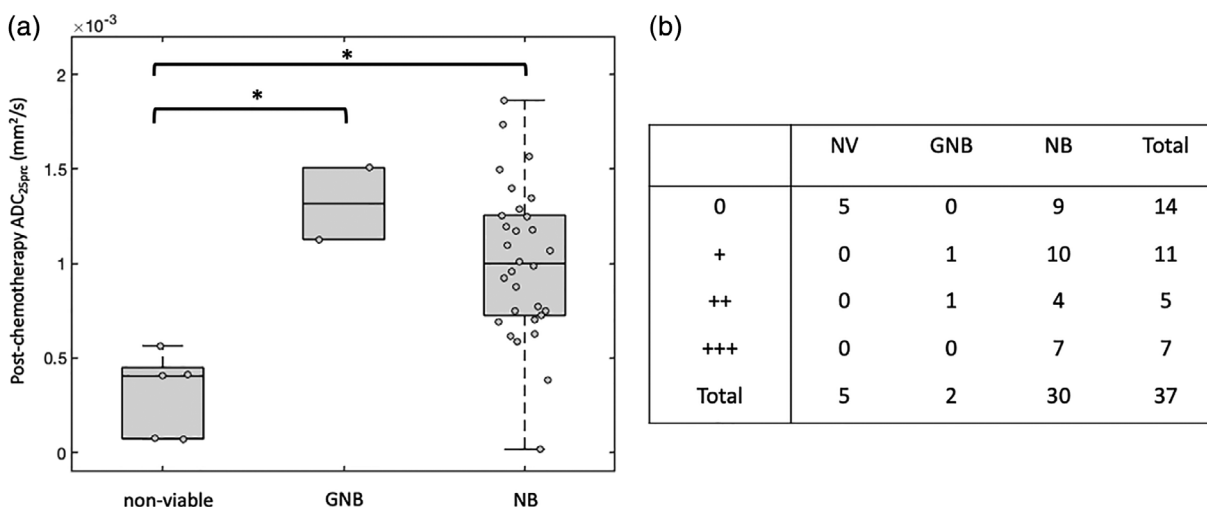 (a)
×10⁻³
2
1.5
1
0.5
0
Post-chemotherapy ADC₂₅ₚᵣc (mm²/s)
*
*
non-viable GNB NB
(b)
NV GNB NB Total
0 5 0 9 14
+ 0 1 10 11
++ 0 1 4 5
+++ 0 0 7 7
Total 5 2 30 37